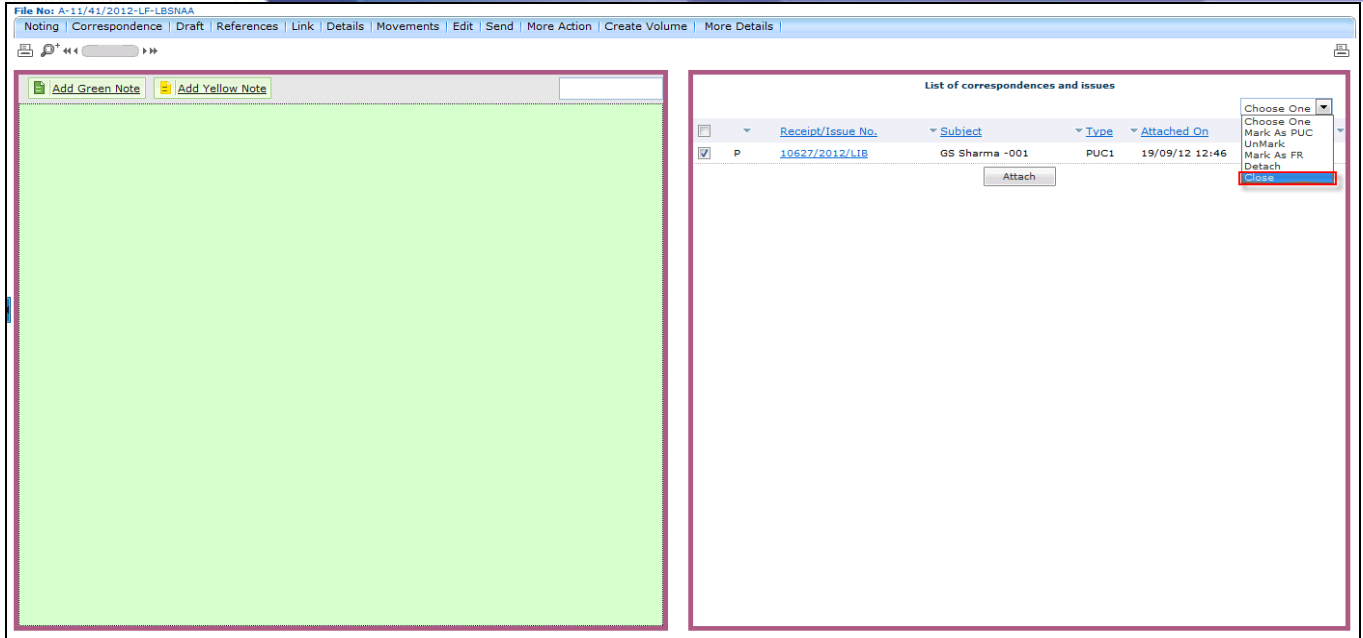 File No: A-11/41/2012-LF-LBSNAA
Noting | Correspondence | Draft | References | Link | Details | Movements | Edit | Send | More Action | Create Volume | More Details |
Add Green Note Add Yellow Note
List of correspondences and issues
Choose One
Receipt/Issue No. Subject Type Attached On
P 10627/2012/LIB GS Sharma -001 PUC1 19/09/12 12:46
Choose One
Mark As PUC
UnMark
Mark As FR
Detach
Close
Attach